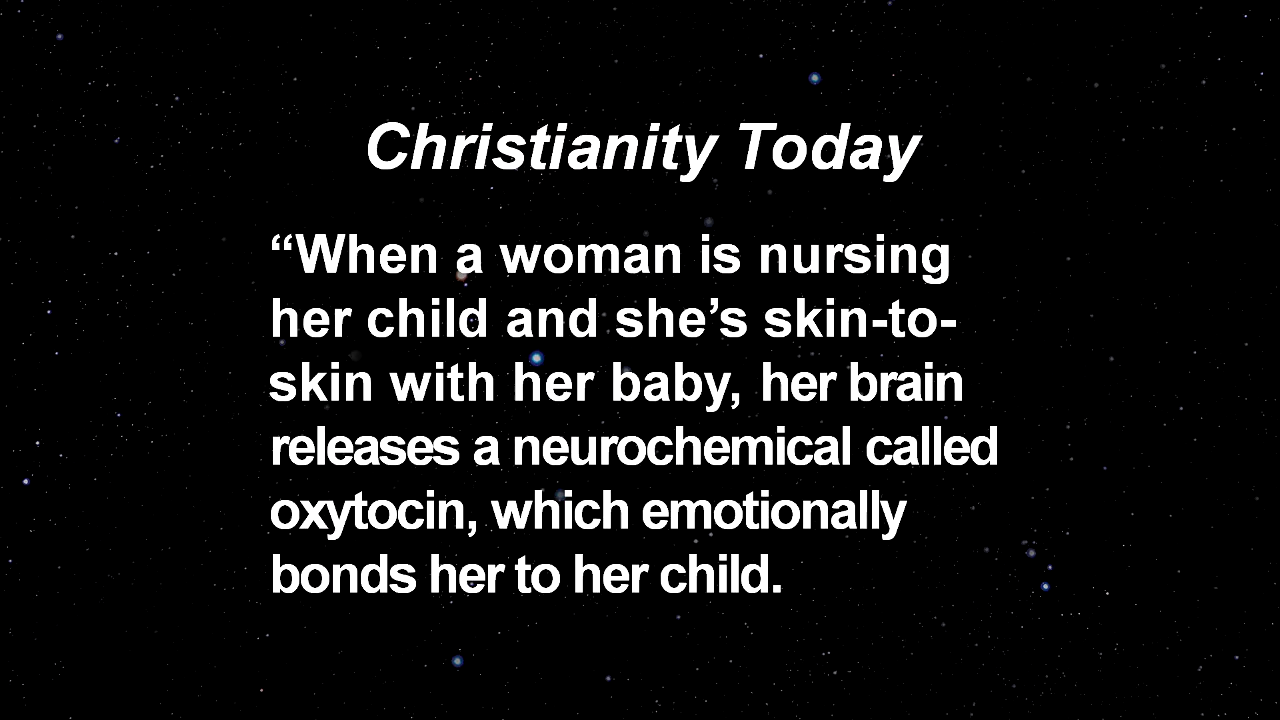 Christianity Today
“When a woman is nursing
her child and she’s skin-to-
skin with her baby, her brain
releases a neurochemical called
oxytocin, which emotionally
bonds her to her child.